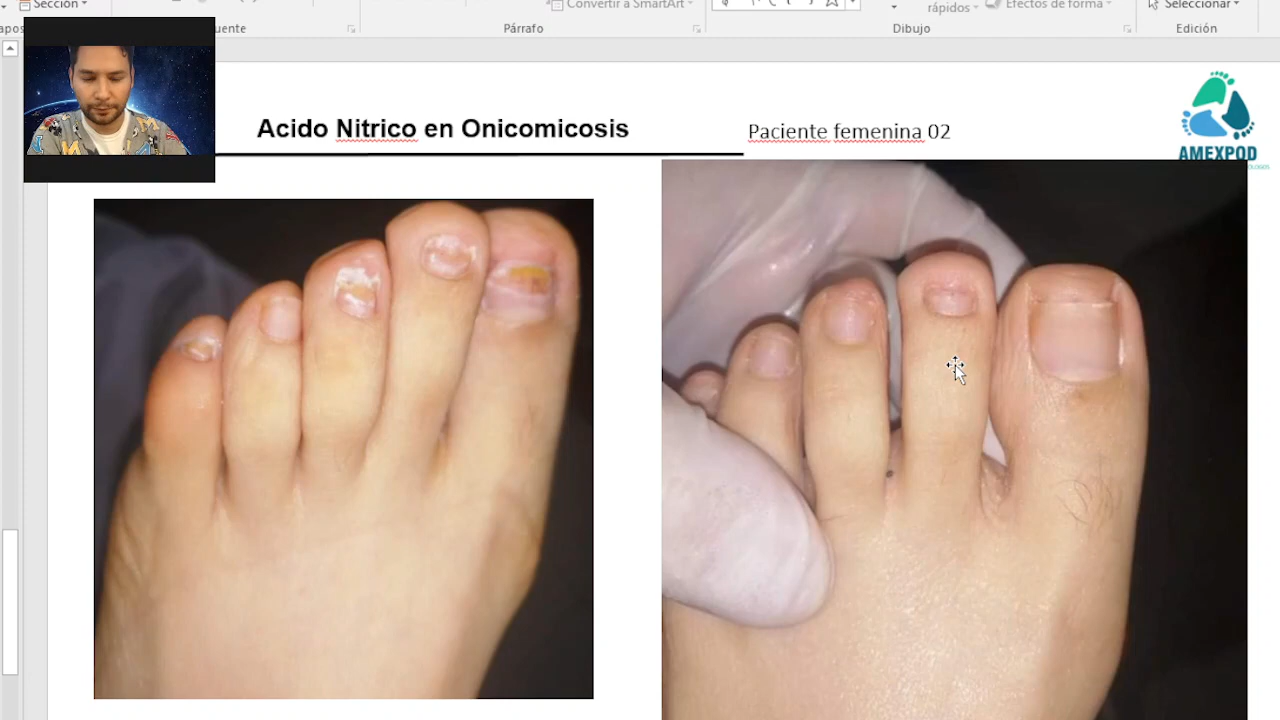 Sección
Convertir a SmartArt
rápidos
Efectos de forma
Seleccionar
Párrafo
Dibujo
Edición
Acido Nitrico en Onicomicosis
Paciente femenina 02
AMEXPOD